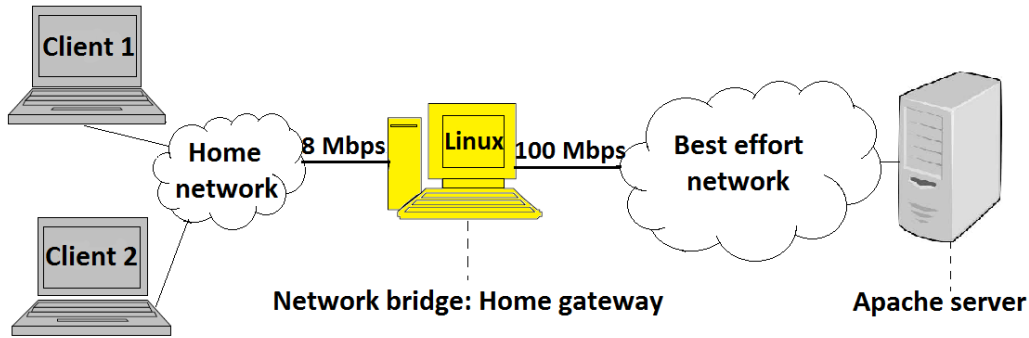 Client 1
Home
network
8 Mbps
Linux
100 Mbps
Best effort
network
Client 2
Network bridge: Home gateway
Apache server